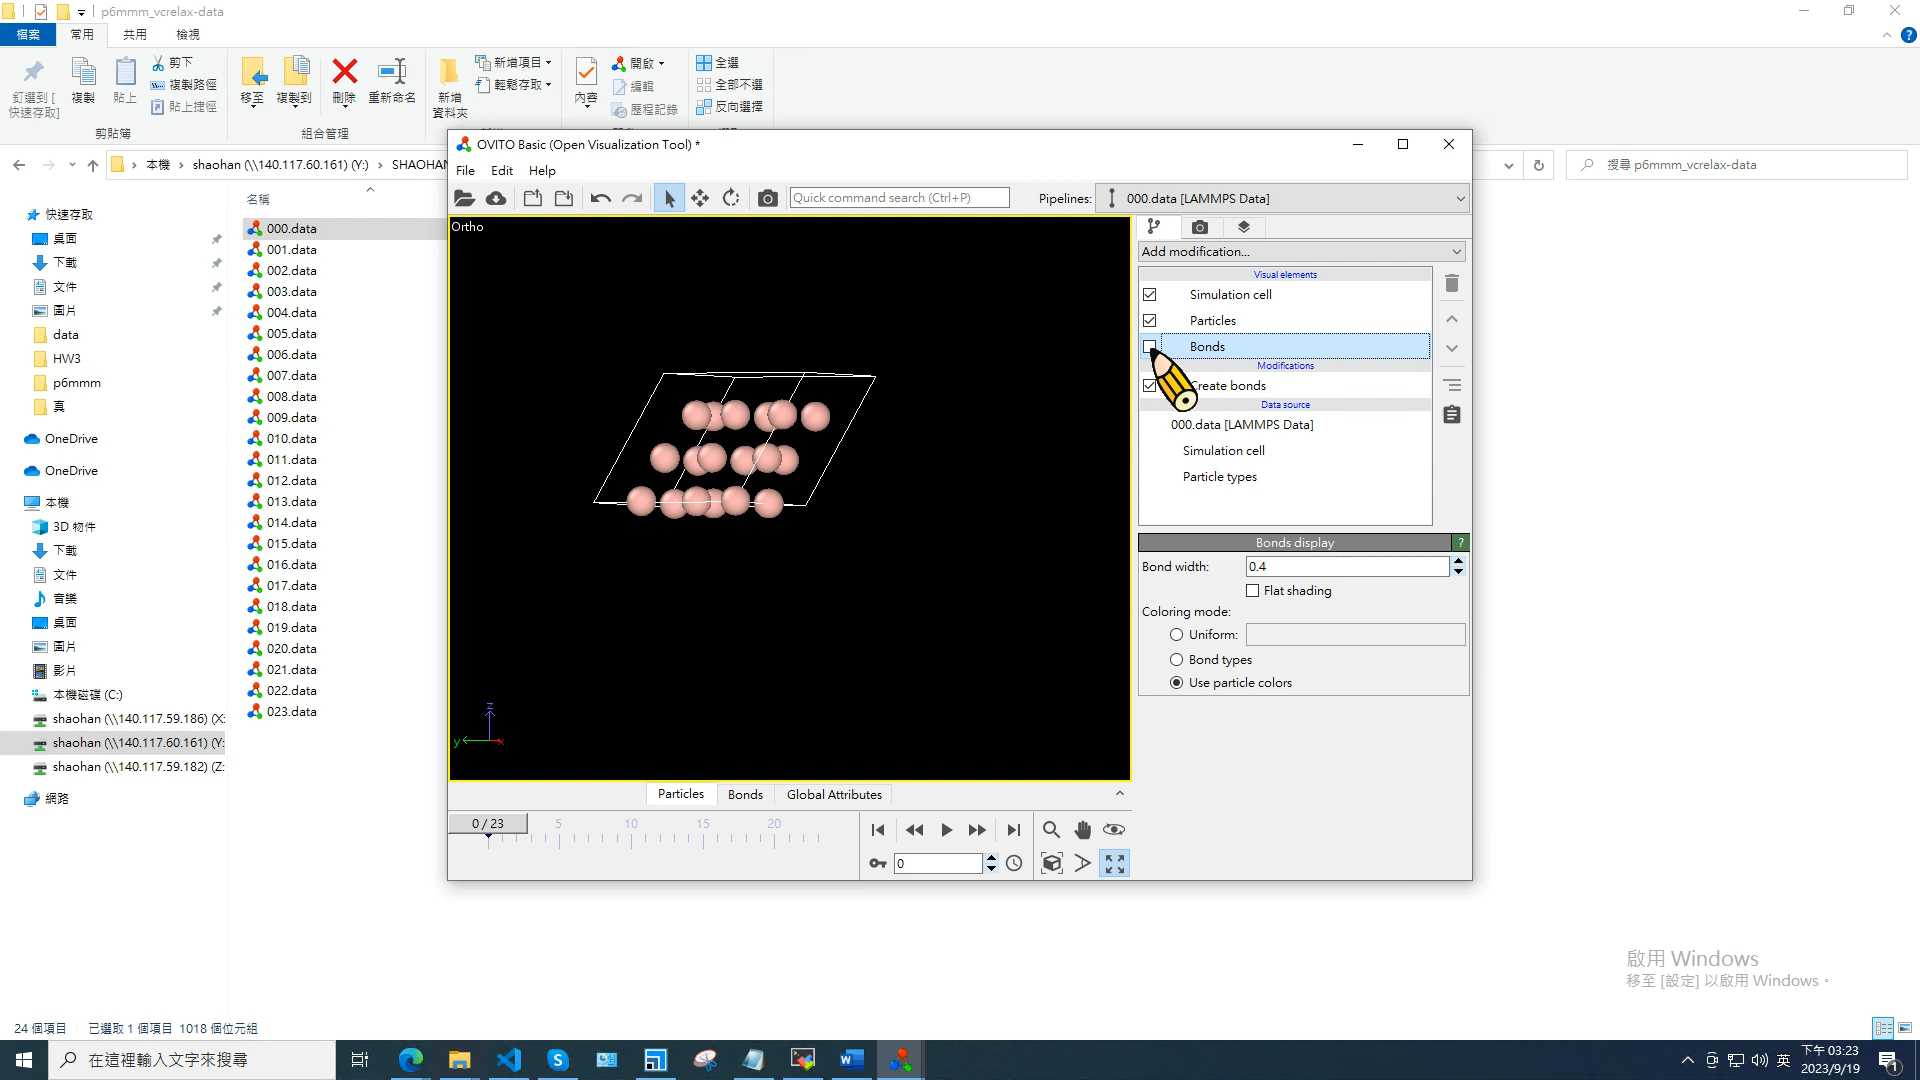 p6mmm_vcrelax-data
檔案
常用
共用
檢視
釘選到 [
快速存取]
複製
貼上
剪下
複製路徑
貼上捷徑
剪貼簿
移至
複製到
刪除
重新命名
組合管理
新增
資料夾
新增項目
輕鬆存取
內容
開啟
編輯
歷程記錄
全選
全部不選
反向選擇
本機
shaohan (\\140.117.60.161) (Y:)
搜尋 p6mmm_vcrelax-data
名稱
快速存取
桌面
下載
文件
圖片
data
HW3
p6mmm
真
OneDrive
OneDrive
本機
3D 物件
下載
文件
音樂
桌面
圖片
影片
本機磁碟 (C:)
shaohan (\\140.117.59.186) (X:
shaohan (\\140.117.60.161) (Y:
shaohan (\\140.117.59.182) (Z:
網路
000.data
001.data
002.data
003.data
004.data
005.data
006.data
007.data
008.data
009.data
010.data
011.data
012.data
013.data
014.data
015.data
016.data
017.data
018.data
019.data
020.data
021.data
022.data
023.data
OVITO Basic (Open Visualization Tool) *
File Edit Help
Quick command search (Ctrl+P)
Pipelines:
000.data [LAMMPS Data]
Ortho
z
y
x
Add modification...
Visual elements
Simulation cell
Particles
Bonds
Modifications
Create bonds
Data source
000.data [LAMMPS Data]
Simulation cell
Particle types
Bonds display
?
Bond width:
0.4
Flat shading
Coloring mode:
Uniform:
Bond types
Use particle colors
Particles
Bonds
Global Attributes
0 / 23
5
10
15
20
0
啟用 Windows
移至 [設定] 以啟用 Windows。
24 個項目
已選取 1 個項目 1018 個位元組
在這裡輸入文字來搜尋
英
下午 03:23
2023/9/19
1